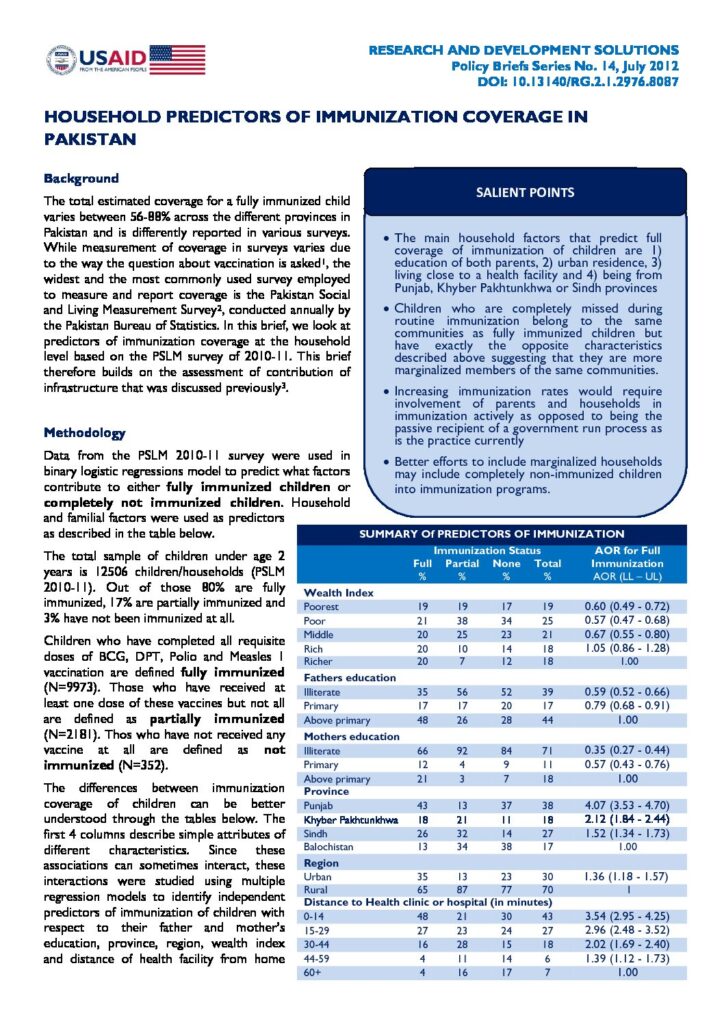 USAID
FROM THE AMERICAN PEOPLE
RESEARCH AND DEVELOPMENT SOLUTIONS
Policy Briefs Series No. 14, July 2012
DOI: 10.13140/RG.2.1.2976.8087
HOUSEHOLD PREDICTORS OF IMMUNIZATION COVERAGE IN
PAKISTAN
Background
The total estimated coverage for a fully immunized child
varies between 56-88% across the different provinces in
Pakistan and is differently reported in various surveys.
While measurement of coverage in surveys varies due
to the way the question about vaccination is asked¹, the
widest and the most commonly used survey employed
to measure and report coverage is the Pakistan Social
and Living Measurement Survey², conducted annually by
the Pakistan Bureau of Statistics. In this brief, we look at
predictors of immunization coverage at the household
level based on the PSLM survey of 2010-11. This brief
therefore builds on the assessment of contribution of
infrastructure that was discussed previously³.
Methodology
Data from the PSLM 2010-11 survey were used in
binary logistic regressions model to predict what factors
contribute to either fully immunized children or
completely not immunized children. Household
and familial factors were used as predictors
as described in the table below.
The total sample of children under age 2
years is 12506 children/households (PSLM
2010-11). Out of those 80% are fully
immunized, 17% are partially immunized and
3% have not been immunized at all.
Children who have completed all requisite
doses of BCG, DPT, Polio and Measles 1
vaccination are defined fully immunized
(N=9973). Those who have received at
least one dose of these vaccines but not all
are defined as partially immunized
(N=2181). Thos who have not received any
vaccine at all are defined as not
immunized (N=352).
The differences between immunization
coverage of children can be better
understood through the tables below. The
first 4 columns describe simple attributes of
different characteristics. Since these
associations can sometimes interact, these
interactions were studied using multiple
regression models to identify independent
predictors of immunization of children with
respect to their father and mother's
education, province, region, wealth index
and distance of health facility from home
SALIENT POINTS
• The main household factors that predict full
coverage of immunization of children are 1)
education of both parents, 2) urban residence, 3)
living close to a health facility and 4) being from
Punjab, Khyber Pakhtunkhwa or Sindh provinces
• Children who are completely missed during
routine immunization belong to the same
communities as fully immunized children but
have exactly the opposite characteristics
described above suggesting that they are more
marginalized members of the same communities.
• Increasing immunization rates would require
involvement of parents and households in
immunization actively as opposed to being the
passive recipient of a government run process as
is the practice currently
• Better efforts to include marginalized households
may include completely non-immunized children
into immunization programs.
SUMMARY Of PREDICTORS OF IMMUNIZATION
Immunization Status AOR for Full
Full Partial None Total Immunization
% % % % AOR (LL – UL)
Wealth Index
Poorest 19 19 17 19 0.60 (0.49 - 0.72)
Poor 21 38 34 25 0.57 (0.47 - 0.68)
Middle 20 25 23 21 0.67 (0.55 - 0.80)
Rich 20 10 14 18 1.05 (0.86 - 1.28)
Richer 20 7 12 18 1.00
Fathers education
Illiterate 35 56 52 39 0.59 (0.52 - 0.66)
Primary 17 17 20 17 0.79 (0.68 - 0.91)
Above primary 48 26 28 44 1.00
Mothers education
Illiterate 66 92 84 71 0.35 (0.27 - 0.44)
Primary 12 4 9 11 0.57 (0.43 - 0.76)
Above primary 21 3 7 18 1.00
Province
Punjab 43 13 37 38 4.07 (3.53 - 4.70)
Khyber Pakhtunkhwa 18 21 11 18 2.12 (1.84 - 2.44)
Sindh 26 32 14 27 1.52 (1.34 - 1.73)
Balochistan 13 34 38 17 1.00
Region
Urban 35 13 23 30 1.36 (1.18 - 1.57)
Rural 65 87 77 70 1
Distance to Health clinic or hospital (in minutes)
0-14 48 21 30 43 3.54 (2.95 - 4.25)
15-29 27 23 24 27 2.96 (2.48 - 3.52)
30-44 16 28 15 18 2.02 (1.69 - 2.40)
44-59 4 11 14 6 1.39 (1.12 - 1.73)
60+ 4 16 17 7 1.00